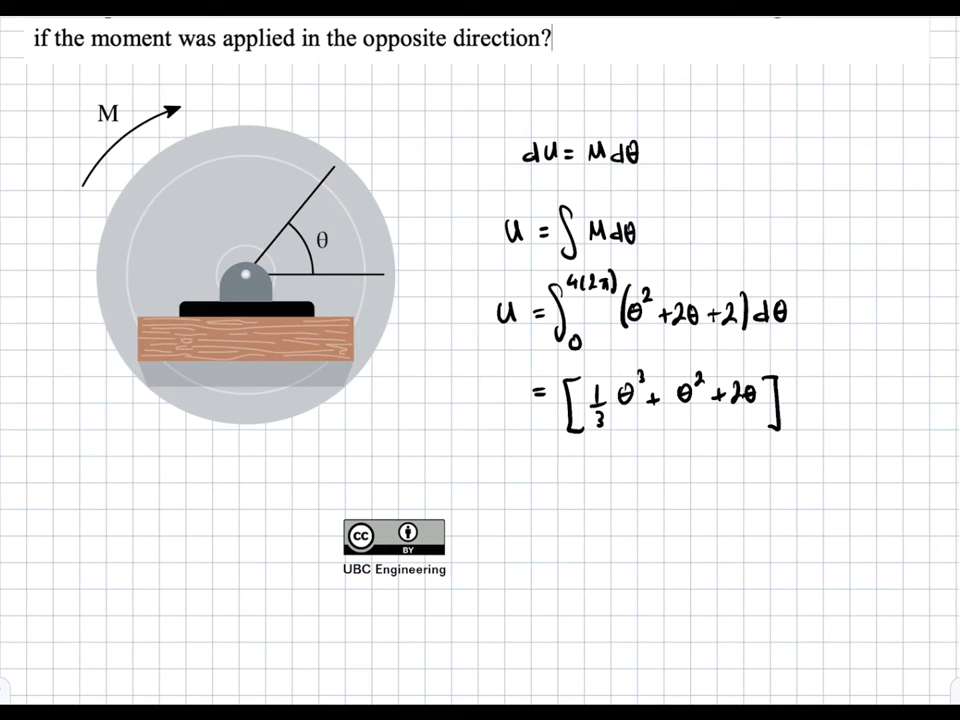 if the moment was applied in the opposite direction?
M
θ
dU = M dθ
U = ∫ M dθ
U = ∫₀^{4(2π)} (θ² + 2θ + 2) dθ
= [ 1/3 θ³ + θ² + 2θ ]
cc
BY
UBC Engineering